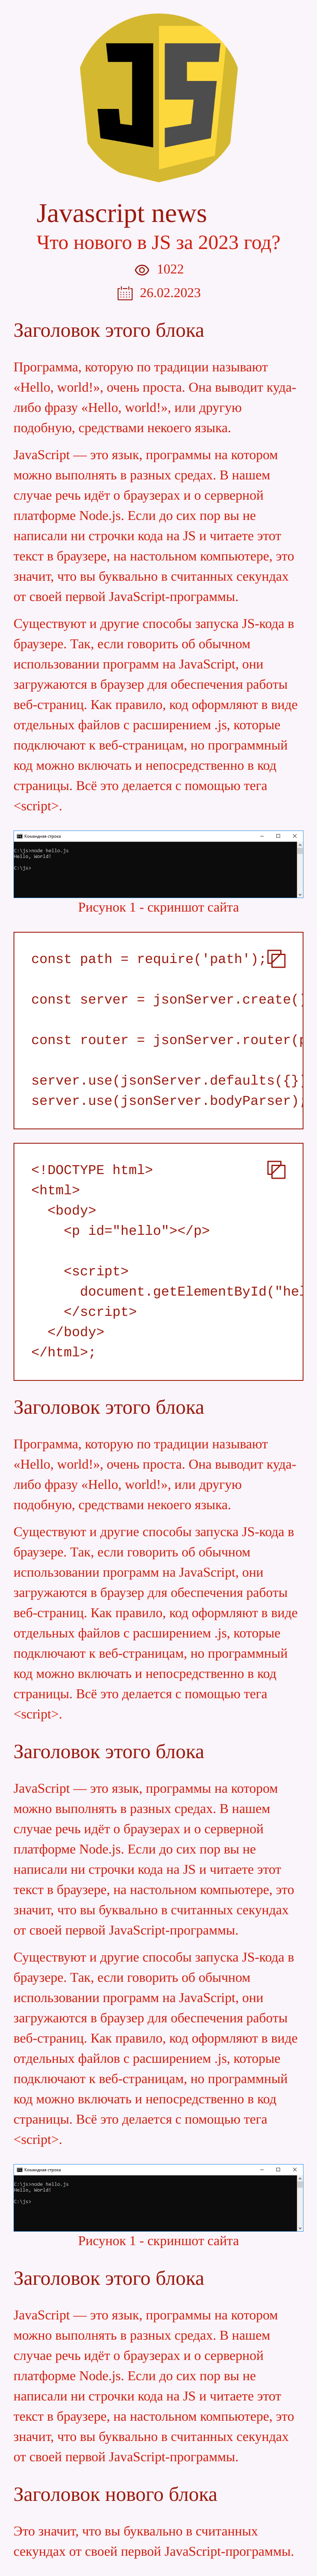 JS
Javascript news
Что нового в JS за 2023 год?
1022
26.02.2023
Заголовок этого блока
Программа, которую по традиции называют
«Hello, world!», очень проста. Она выводит куда-
либо фразу «Hello, world!», или другую
подобную, средствами некоего языка.
JavaScript — это язык, программы на котором
можно выполнять в разных средах. В нашем
случае речь идёт о браузерах и о серверной
платформе Node.js. Если до сих пор вы не
написали ни строчки кода на JS и читаете этот
текст в браузере, на настольном компьютере, это
значит, что вы буквально в считанных секундах
от своей первой JavaScript-программы.
Существуют и другие способы запуска JS-кода в
браузере. Так, если говорить об обычном
использовании программ на JavaScript, они
загружаются в браузер для обеспечения работы
веб-страниц. Как правило, код оформляют в виде
отдельных файлов с расширением .js, которые
подключают к веб-страницам, но программный
код можно включать и непосредственно в код
страницы. Всё это делается с помощью тега
<script>.
Командная строка
C:\js>node hello.js
Hello, World!
C:\js>
Рисунок 1 - скриншот сайта
const path = require('path');
const server = jsonServer.create()
const router = jsonServer.router(p
server.use(jsonServer.defaults({})
server.use(jsonServer.bodyParser);
<!DOCTYPE html>
<html>
  <body>
    <p id="hello"></p>
    <script>
      document.getElementById("hel
    </script>
  </body>
</html>;
Заголовок этого блока
Программа, которую по традиции называют
«Hello, world!», очень проста. Она выводит куда-
либо фразу «Hello, world!», или другую
подобную, средствами некоего языка.
Существуют и другие способы запуска JS-кода в
браузере. Так, если говорить об обычном
использовании программ на JavaScript, они
загружаются в браузер для обеспечения работы
веб-страниц. Как правило, код оформляют в виде
отдельных файлов с расширением .js, которые
подключают к веб-страницам, но программный
код можно включать и непосредственно в код
страницы. Всё это делается с помощью тега
<script>.
Заголовок этого блока
JavaScript — это язык, программы на котором
можно выполнять в разных средах. В нашем
случае речь идёт о браузерах и о серверной
платформе Node.js. Если до сих пор вы не
написали ни строчки кода на JS и читаете этот
текст в браузере, на настольном компьютере, это
значит, что вы буквально в считанных секундах
от своей первой JavaScript-программы.
Существуют и другие способы запуска JS-кода в
браузере. Так, если говорить об обычном
использовании программ на JavaScript, они
загружаются в браузер для обеспечения работы
веб-страниц. Как правило, код оформляют в виде
отдельных файлов с расширением .js, которые
подключают к веб-страницам, но программный
код можно включать и непосредственно в код
страницы. Всё это делается с помощью тега
<script>.
Командная строка
C:\js>node hello.js
Hello, World!
C:\js>
Рисунок 1 - скриншот сайта
Заголовок этого блока
JavaScript — это язык, программы на котором
можно выполнять в разных средах. В нашем
случае речь идёт о браузерах и о серверной
платформе Node.js. Если до сих пор вы не
написали ни строчки кода на JS и читаете этот
текст в браузере, на настольном компьютере, это
значит, что вы буквально в считанных секундах
от своей первой JavaScript-программы.
Заголовок нового блока
Это значит, что вы буквально в считанных
секундах от своей первой JavaScript-программы.